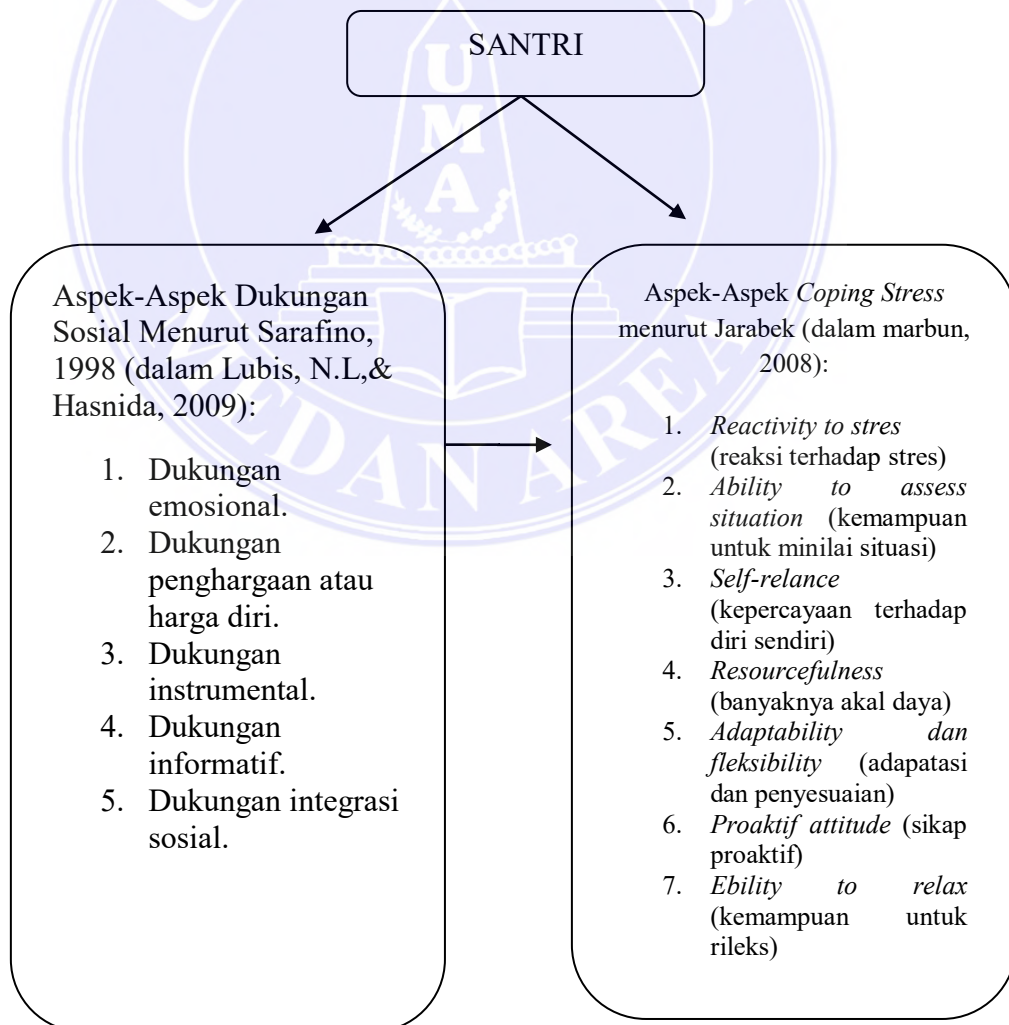 SANTRI
UMA
MEDAN AREA
Aspek-Aspek Dukungan
Sosial Menurut Sarafino,
1998 (dalam Lubis, N.L,&
Hasnida, 2009):
1. Dukungan
emosional.
2. Dukungan
penghargaan atau
harga diri.
3. Dukungan
instrumental.
4. Dukungan
informatif.
5. Dukungan integrasi
sosial.
Aspek-Aspek Coping Stress
menurut Jarabek (dalam marbun,
2008):
1. Reactivity to stres
(reaksi terhadap stres)
2. Ability to assess
situation (kemampuan
untuk minilai situasi)
3. Self-relance
(kepercayaan terhadap
diri sendiri)
4. Resourcefulness
(banyaknya akal daya)
5. Adaptability dan
fleksibility (adapatasi
dan penyesuaian)
6. Proaktif attitude (sikap
proaktif)
7. Ebility to relax
(kemampuan untuk
rileks)